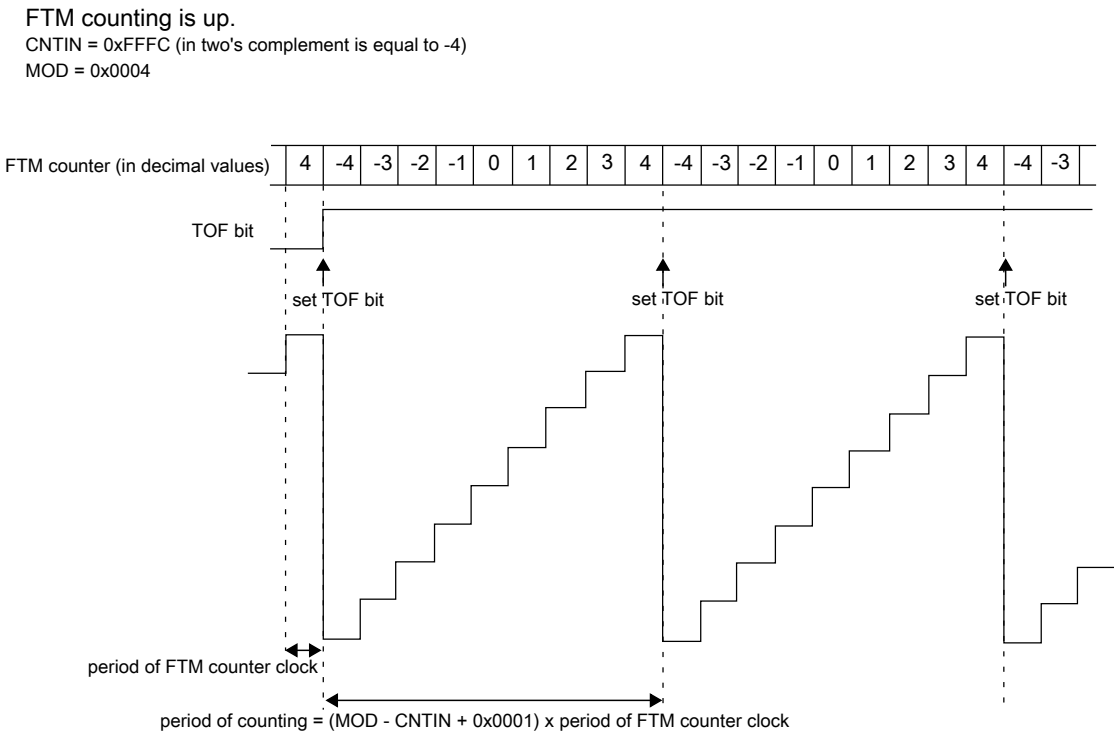 FTM counting is up.
CNTIN = 0xFFFC (in two's complement is equal to -4)
MOD = 0x0004
FTM counter (in decimal values) 4 -4 -3 -2 -1 0 1 2 3 4 -4 -3 -2 -1 0 1 2 3 4 -4 -3
TOF bit
set TOF bit set TOF bit set TOF bit
period of FTM counter clock
period of counting = (MOD - CNTIN + 0x0001) x period of FTM counter clock